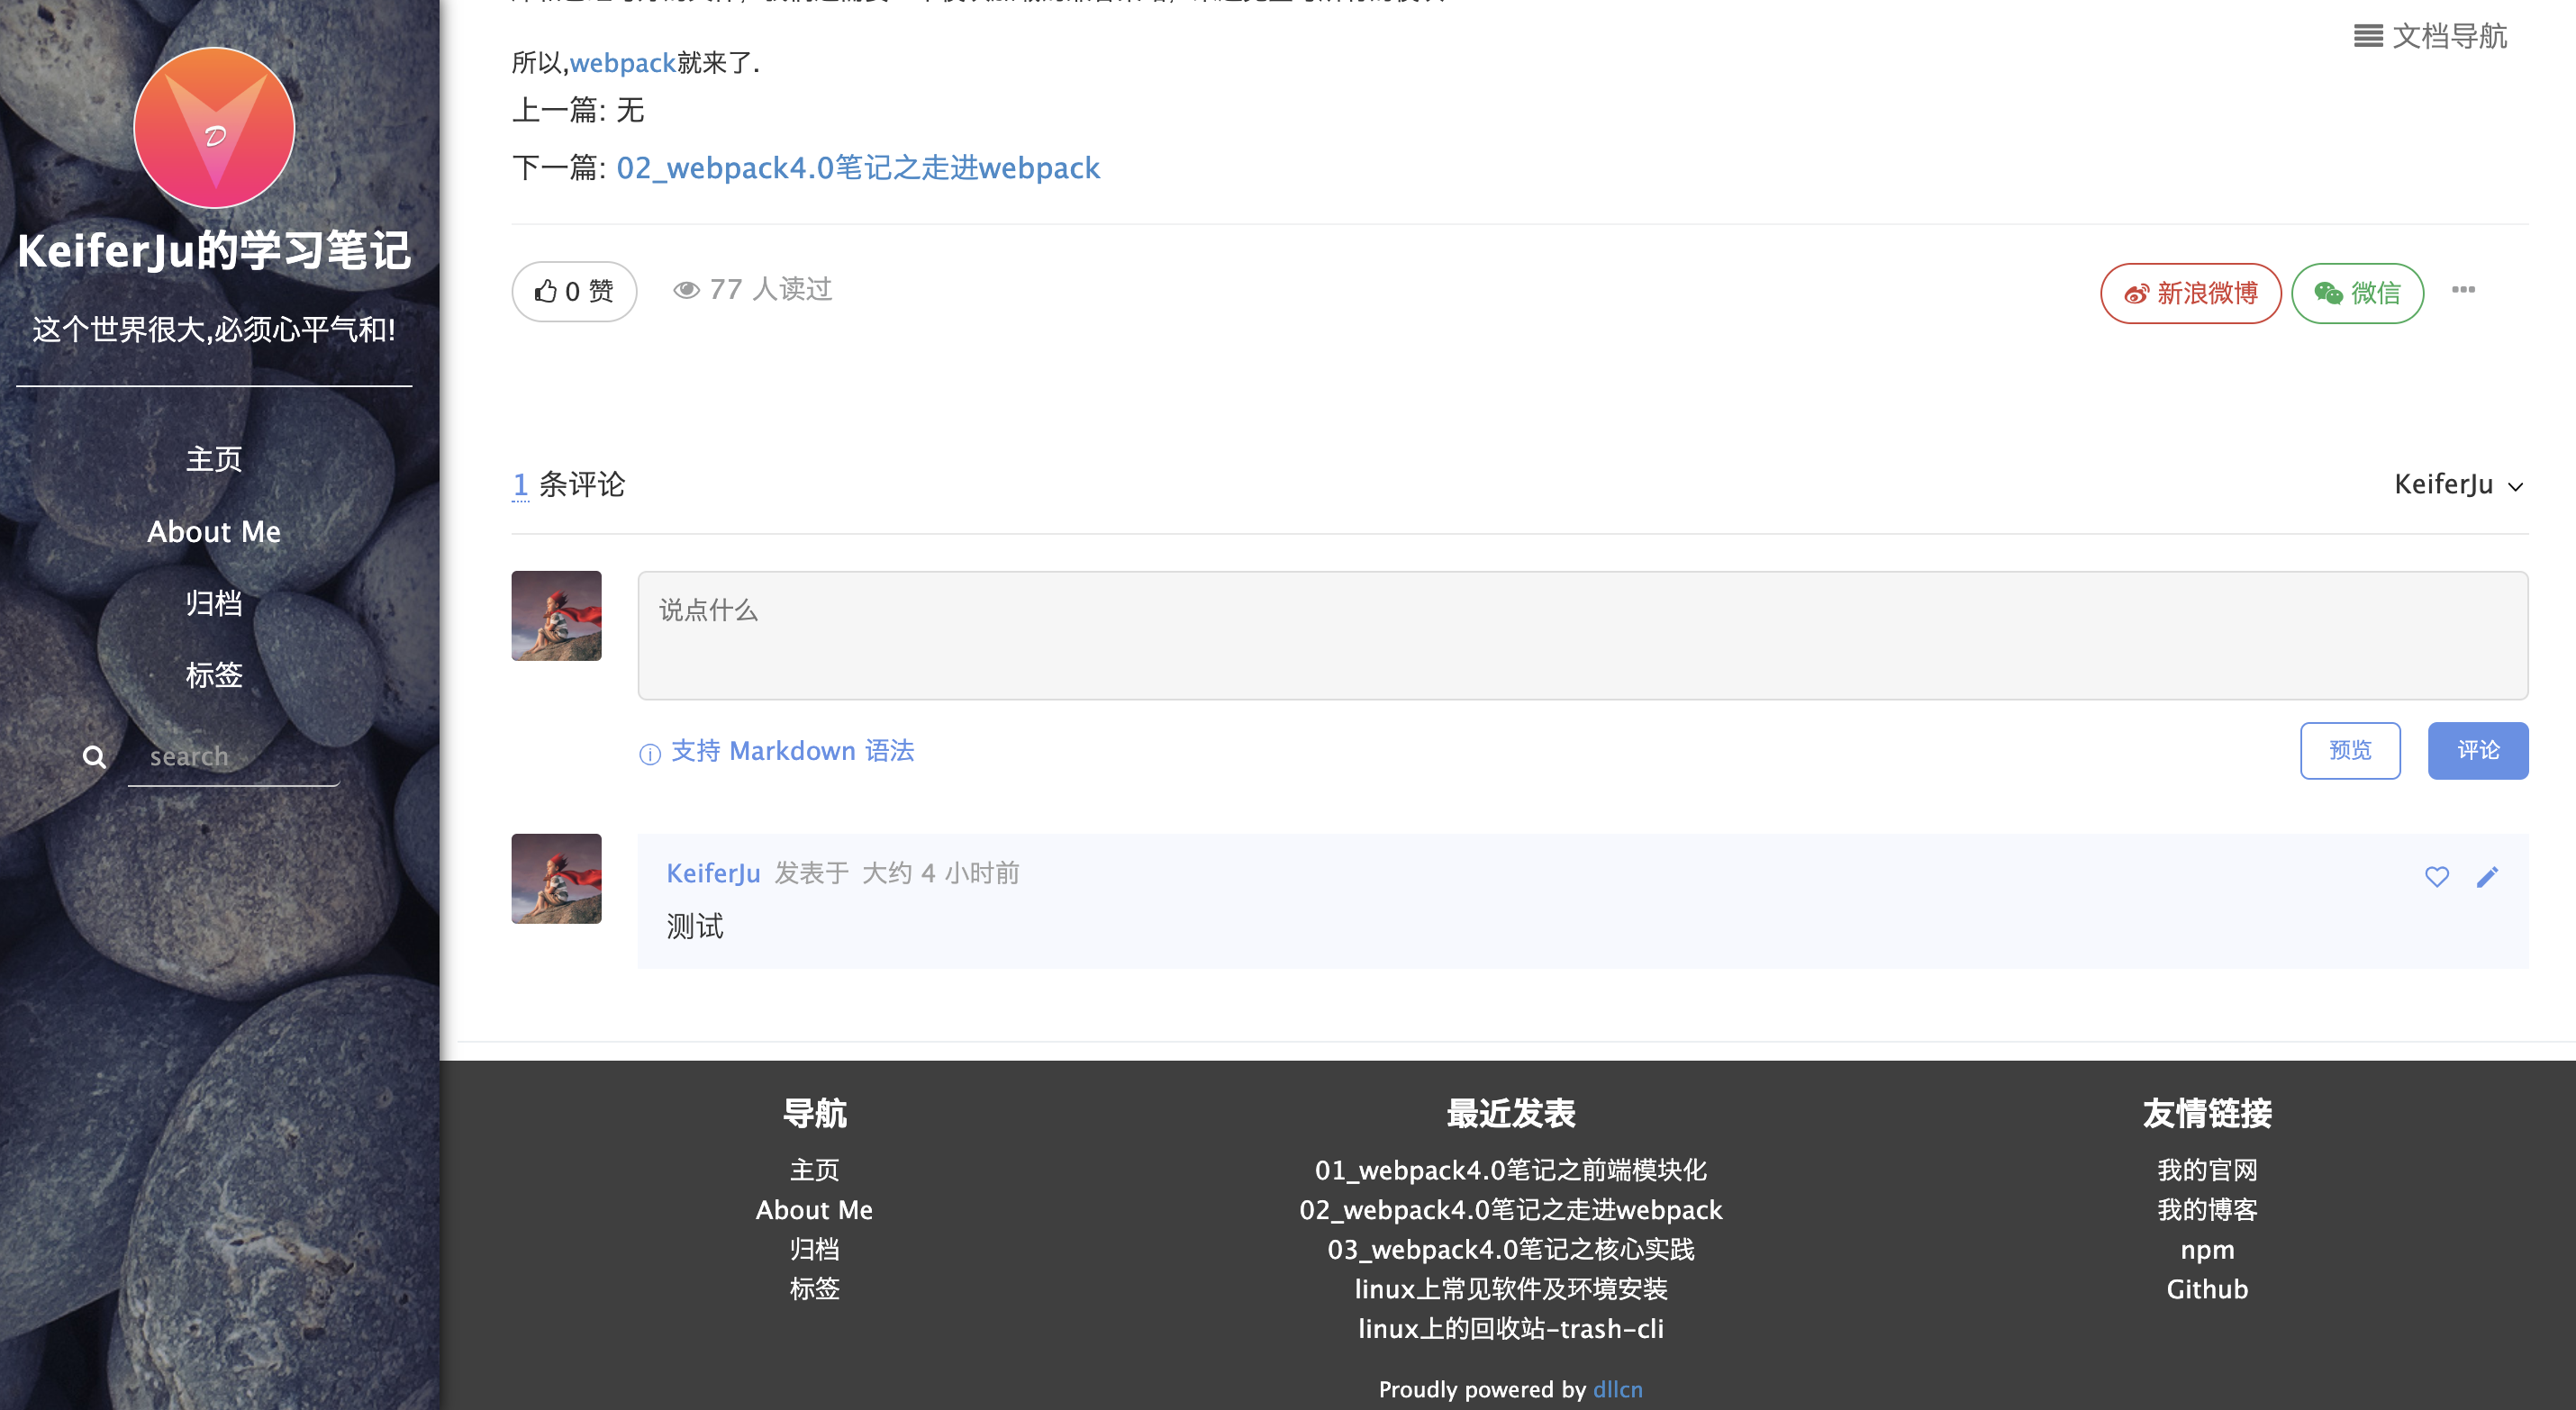 D
KeiferJu的学习笔记
这个世界很大,必须心平气和!
主页
About Me
归档
标签
search
文档导航
所以,webpack就来了.
上一篇: 无
下一篇: 02_webpack4.0笔记之走进webpack
0 赞
77 人读过
新浪微博
微信
1 条评论
KeiferJu
说点什么
支持 Markdown 语法
预览
评论
KeiferJu 发表于 大约 4 小时前
测试
导航
主页
About Me
归档
标签
最近发表
01_webpack4.0笔记之前端模块化
02_webpack4.0笔记之走进webpack
03_webpack4.0笔记之核心实践
linux上常见软件及环境安装
linux上的回收站-trash-cli
友情链接
我的官网
我的博客
npm
Github
Proudly powered by dllcn